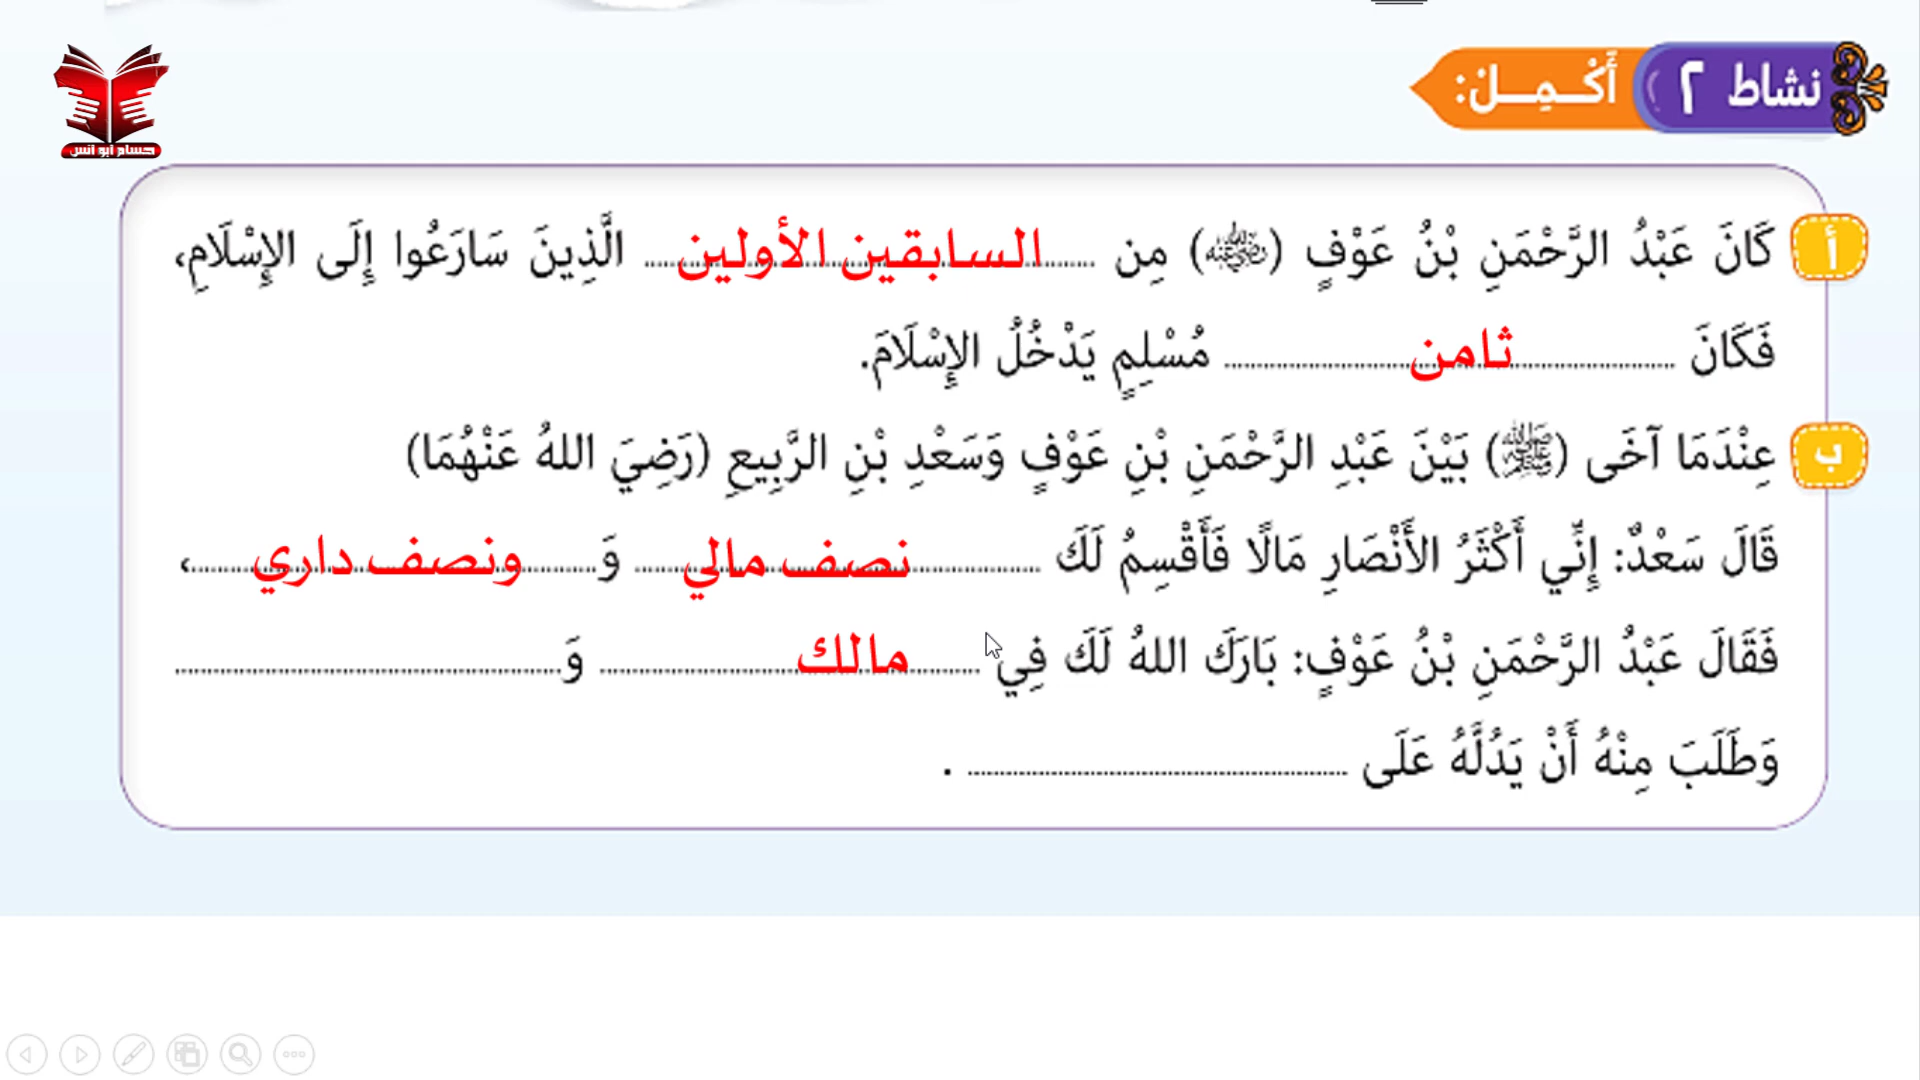 نشاط ٢ أَكْـمِـلْ:
حسام أبو أنس
أ كَانَ عَبْدُ الرَّحْمَنِ بْنُ عَوْفٍ (رضي الله عنه) مِن ........ السابقين الأولين ........ الَّذِينَ سَارَعُوا إِلَى الإِسْلَامِ،
فَكَانَ ........ ثامن ........ مُسْلِمٍ يَدْخُلُ الإِسْلَامَ.
ب عِنْدَمَا آخَى (ﷺ) بَيْنَ عَبْدِ الرَّحْمَنِ بْنِ عَوْفٍ وَسَعْدِ بْنِ الرَّبِيعِ (رَضِيَ اللهُ عَنْهُمَا)
قَالَ سَعْدٌ: إِنِّي أَكْثَرُ الأَنْصَارِ مَالًا فَأَقْسِمُ لَكَ ........ نصف مالي ........ وَ ........ ونصف داري ........،
فَقَالَ عَبْدُ الرَّحْمَنِ بْنُ عَوْفٍ: بَارَكَ اللهُ لَكَ فِي ........ مالك ........ وَ ........
وَطَلَبَ مِنْهُ أَنْ يَدُلَّهُ عَلَى ........ .